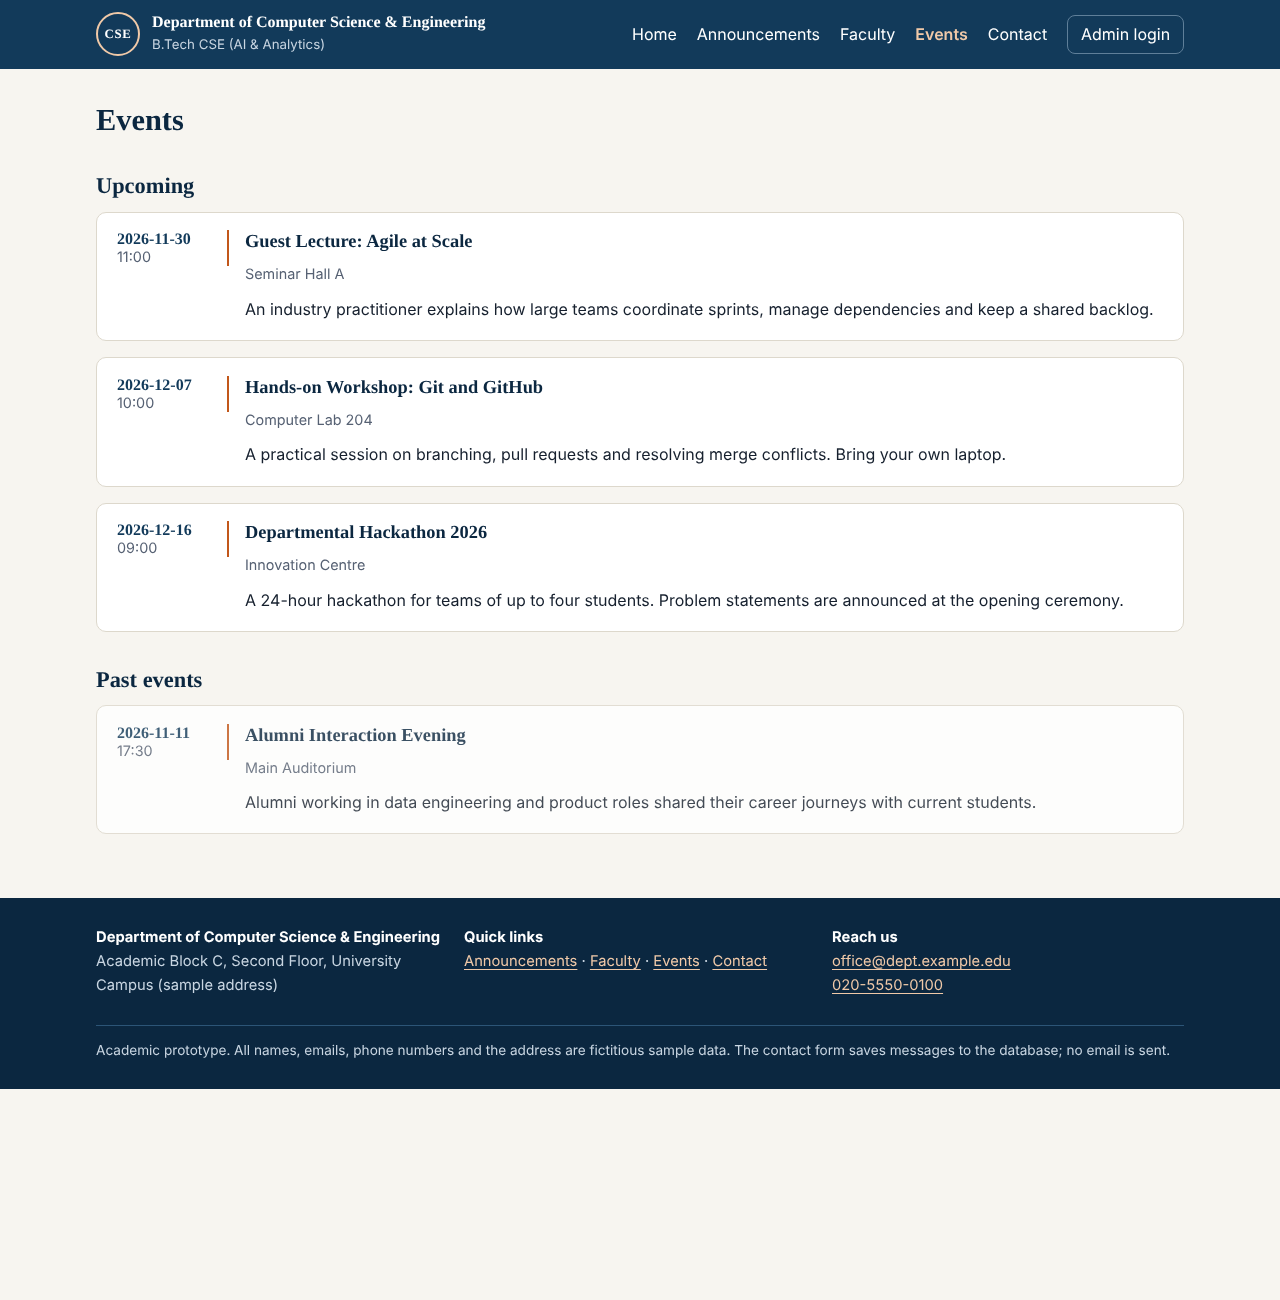 CSE
Department of Computer Science & Engineering
B.Tech CSE (AI & Analytics)
Home Announcements Faculty Events Contact Admin login
Events
Upcoming
2026-11-30
11:00
Guest Lecture: Agile at Scale
Seminar Hall A
An industry practitioner explains how large teams coordinate sprints, manage dependencies and keep a shared backlog.
2026-12-07
10:00
Hands-on Workshop: Git and GitHub
Computer Lab 204
A practical session on branching, pull requests and resolving merge conflicts. Bring your own laptop.
2026-12-16
09:00
Departmental Hackathon 2026
Innovation Centre
A 24-hour hackathon for teams of up to four students. Problem statements are announced at the opening ceremony.
Past events
2026-11-11
17:30
Alumni Interaction Evening
Main Auditorium
Alumni working in data engineering and product roles shared their career journeys with current students.
Department of Computer Science & Engineering
Academic Block C, Second Floor, University
Campus (sample address)
Quick links
Announcements · Faculty · Events · Contact
Reach us
office@dept.example.edu
020-5550-0100
Academic prototype. All names, emails, phone numbers and the address are fictitious sample data. The contact form saves messages to the database; no email is sent.